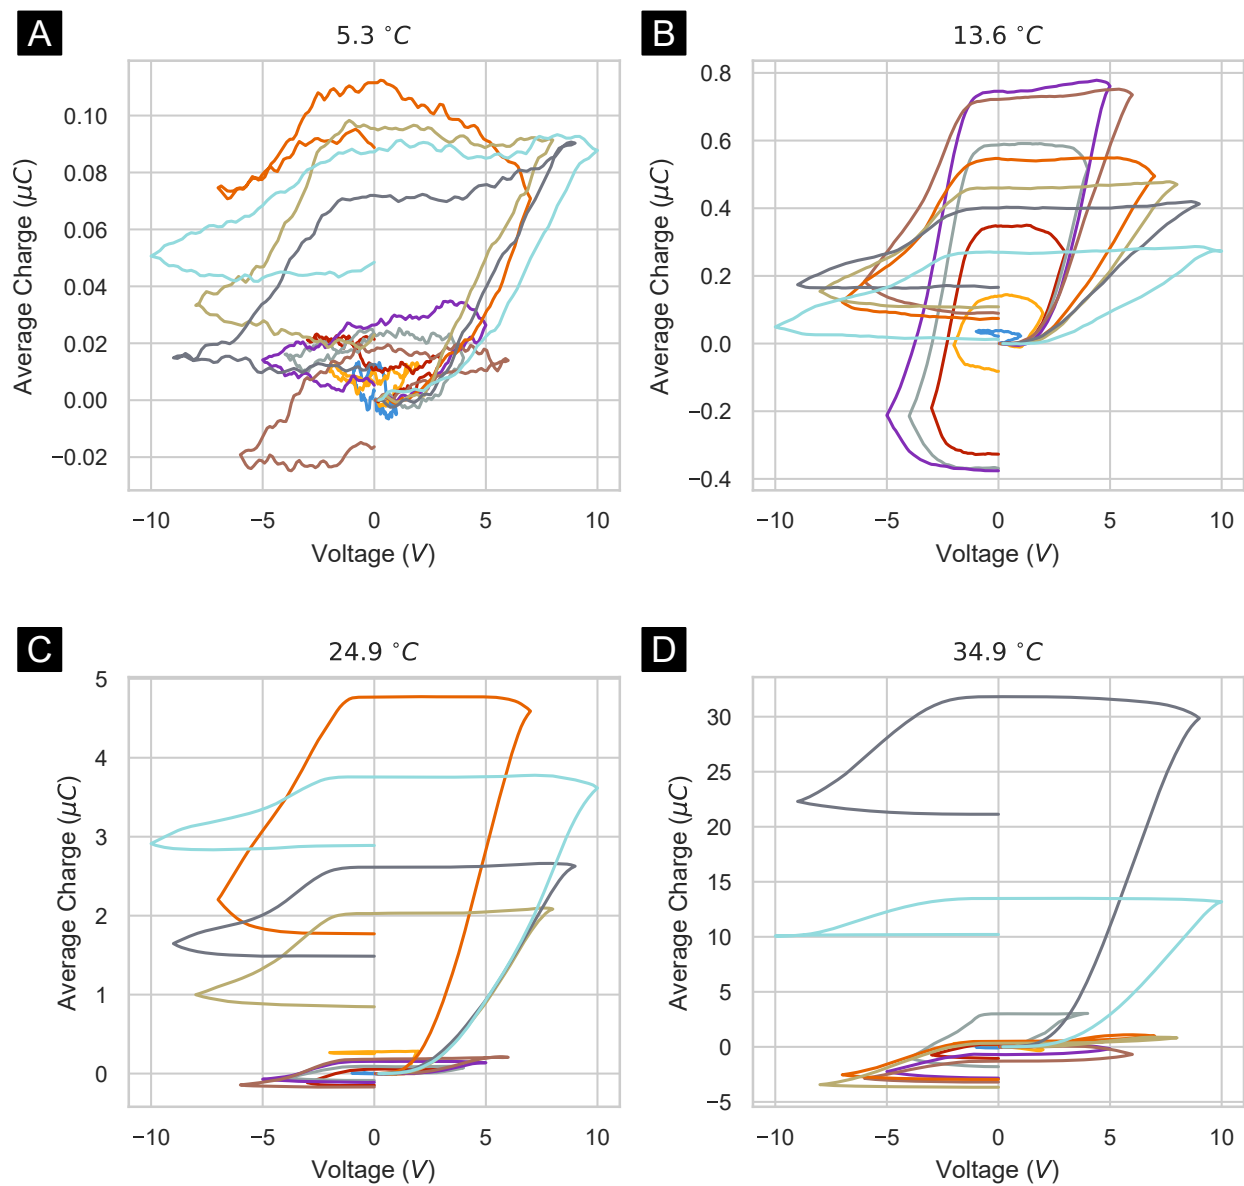 A
5.3 °C
0.10
0.08
0.06
0.04
0.02
0.00
−0.02
Average Charge (μC)
−10 −5 0 5 10
Voltage (V)
B
13.6 °C
0.8
0.6
0.4
0.2
0.0
−0.2
−0.4
Average Charge (μC)
−10 −5 0 5 10
Voltage (V)
C
24.9 °C
5
4
3
2
1
0
Average Charge (μC)
−10 −5 0 5 10
Voltage (V)
D
34.9 °C
30
25
20
15
10
5
0
−5
Average Charge (μC)
−10 −5 0 5 10
Voltage (V)